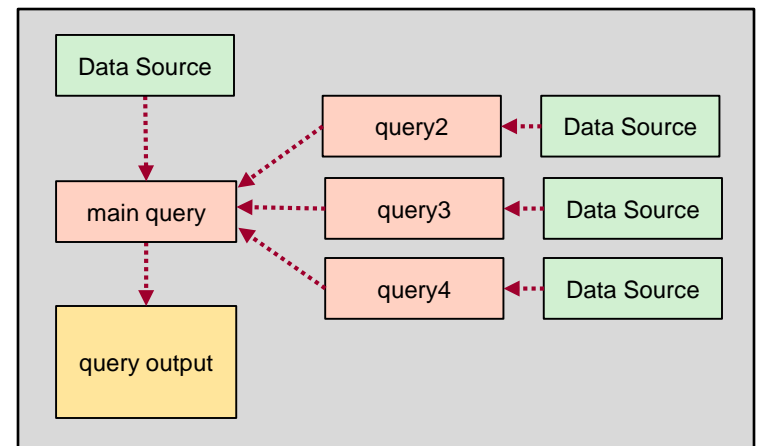 Data Source
query2
Data Source
main query
query3
Data Source
query4
Data Source
query output